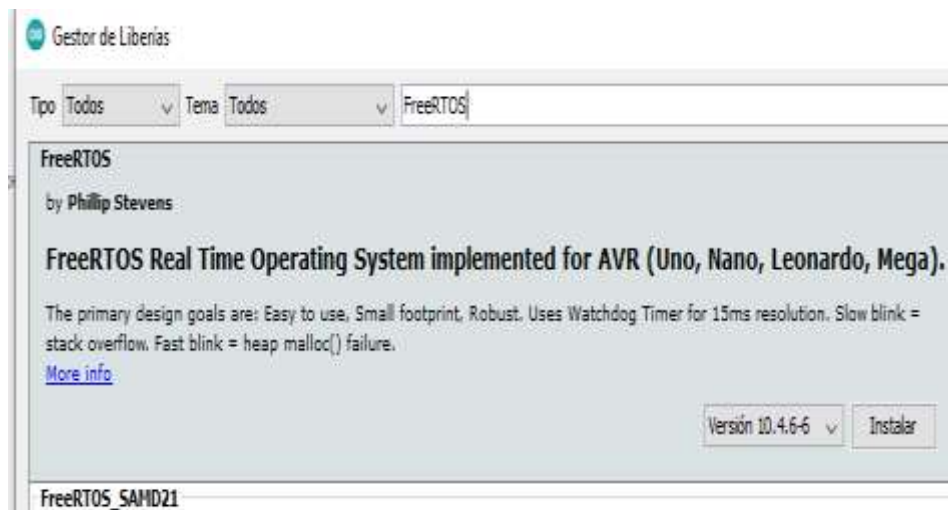 Gestor de Liberías
Tipo Todos Tema Todos FreeRTOS
FreeRTOS
by Phillip Stevens
FreeRTOS Real Time Operating System implemented for AVR (Uno, Nano, Leonardo, Mega).
The primary design goals are: Easy to use, Small footprint, Robust. Uses Watchdog Timer for 15ms resolution. Slow blink =
stack overflow. Fast blink = heap malloc() failure.
More info
Versión 10.4.6-6 Instalar
FreeRTOS_SAMD21